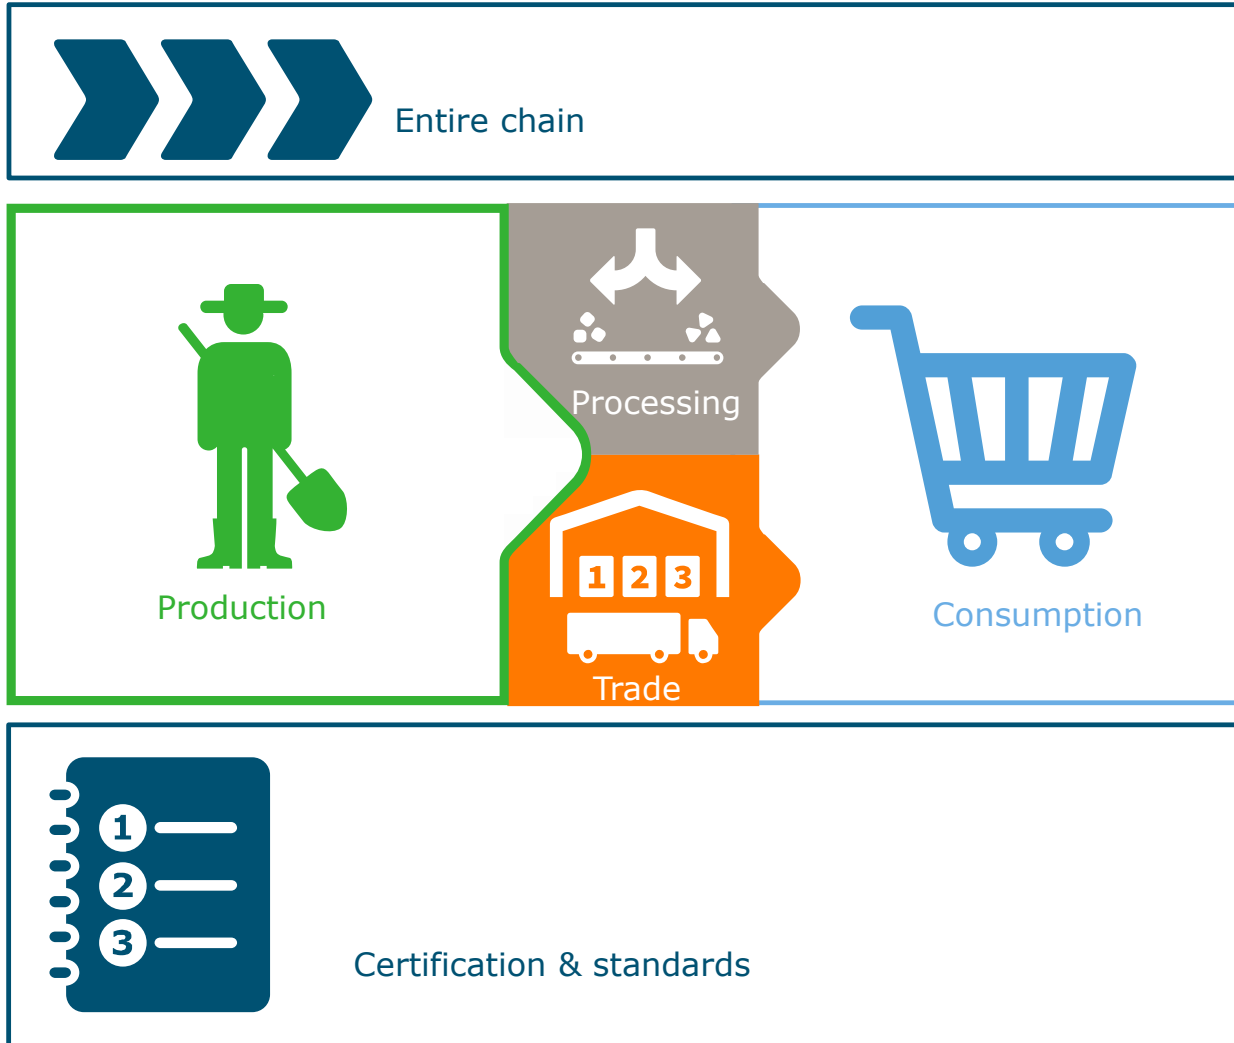 Entire chain
Processing
1 2 3
Production
Consumption
Trade
1
2
3
Certification & standards